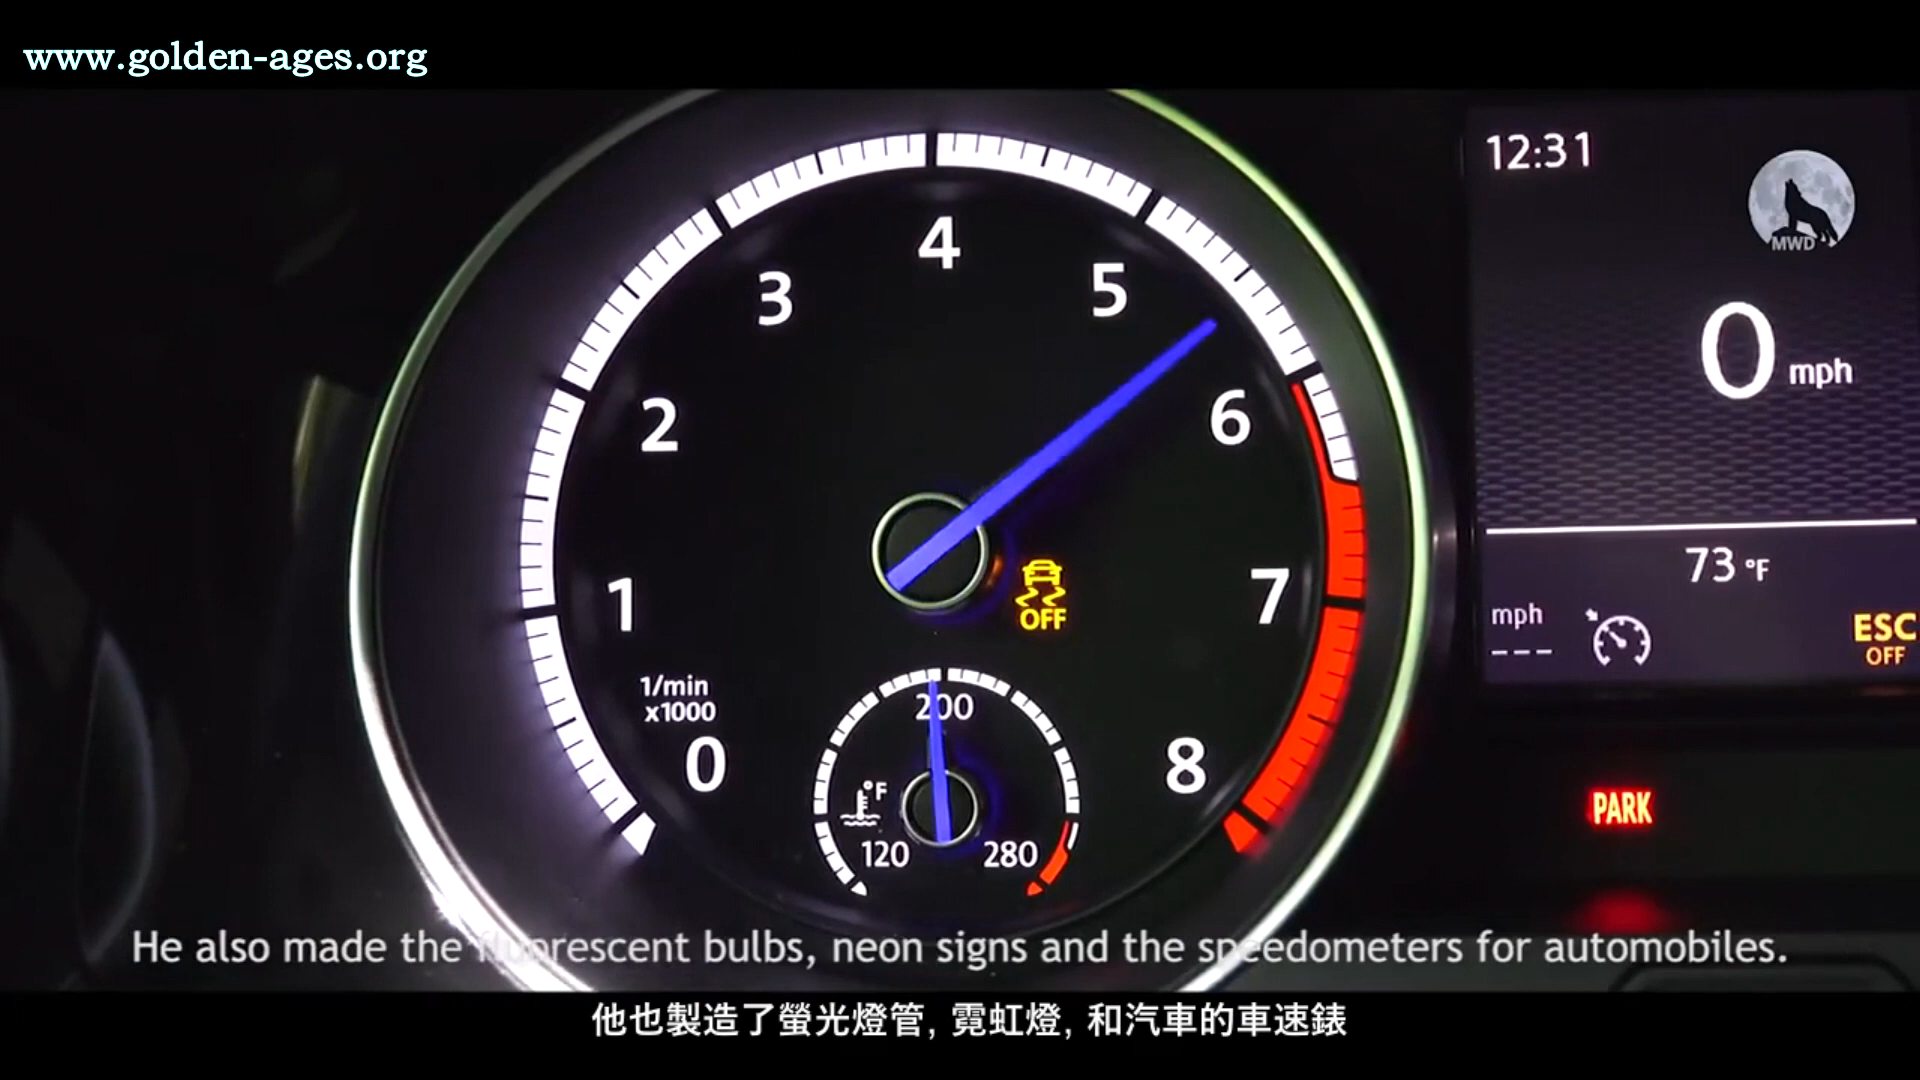 www.golden-ages.org
12:31
MWD
4
3
5
0 mph
2
6
73 °F
1
7
OFF
mph
---
ESC
OFF
1/min
x1000
200
0
8
°F
120
280
PARK
He also made the fluorescent bulbs, neon signs and the speedometers for automobiles.
他也製造了螢光燈管, 霓虹燈, 和汽車的車速錶